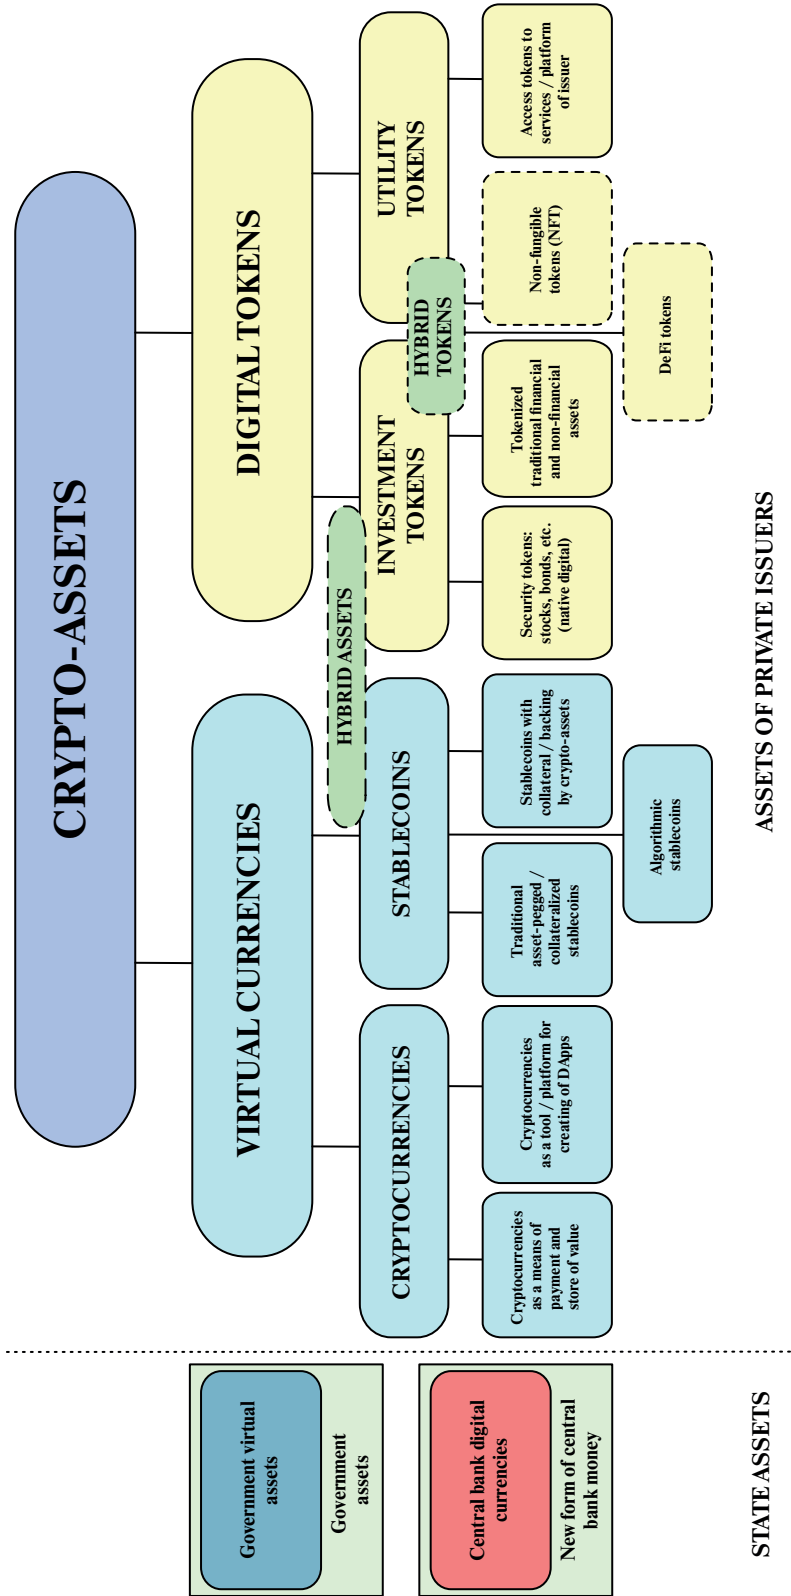 CRYPTO-ASSETS
VIRTUAL CURRENCIES
DIGITAL TOKENS
HYBRID ASSETS
CRYPTOCURRENCIES
STABLECOINS
INVESTMENT
TOKENS
HYBRID
TOKENS
UTILITY
TOKENS
Cryptocurrencies
as a means of
payment and
store of value
Cryptocurrencies
as a tool / platform for
creating of DApps
Traditional
asset-pegged /
collateralized
stablecoins
Stablecoins with
collateral / backing
by crypto-assets
Security tokens:
stocks, bonds, etc.
(native digital)
Tokenized
traditional financial
and non-financial
assets
Non-fungible
tokens (NFT)
Access tokens to
services / platform
of issuer
Algorithmic
stablecoins
DeFi tokens
Government virtual
assets
Government
assets
Central bank digital
currencies
New form of central
bank money
STATE ASSETS
ASSETS OF PRIVATE ISSUERS